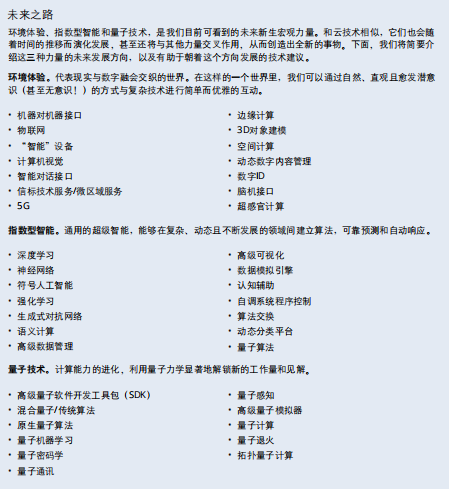 未来之路
环境体验、指数型智能和量子技术，是我们目前可看到的未来新生宏观力量。和云技术相似，它们也会随
着时间的推移而演化发展、甚至还将与其他力量交叉作用、从而创造出全新的事物。下面、我们将简要介
绍这三种力量的未来发展方向，以及有助于朝着这个方向发展的技术建议。
环境体验。代表现实与数字融合交织的世界。在这样的一个世界里，我们可以通过自然、直观且愈发潜意
识（甚至无意识！）的方式与复杂技术进行简单而优雅的互动。
• 机器对机器接口
• 物联网
• “智能”设备
• 计算机视觉
• 智能对话接口
• 信标技术服务/微区域服务
• 5G
• 边缘计算
• 3D对象建模
• 空间计算
• 动态数字内容管理
• 数字ID
• 脑机接口
• 超感官计算
指数型智能。通用的超级智能，能够在复杂、动态且不断发展的领域间建立算法，可靠预测和自动响应。
• 深度学习
• 神经网络
• 符号人工智能
• 强化学习
• 生成式对抗网络
• 语义计算
• 高级数据管理
• 高级可视化
• 数据模拟引擎
• 认知辅助
• 自调系统程序控制
• 算法交换
• 动态分类平台
• 量子算法
量子技术。计算能力的进化、利用量子力学显著地解锁新的工作量和见解。
• 高级量子软件开发工具包（SDK）
• 混合量子/传统算法
• 原生量子算法
• 量子机器学习
• 量子密码学
• 量子通讯
• 量子感知
• 高级量子模拟器
• 量子计算
• 量子退火
• 拓扑量子计算